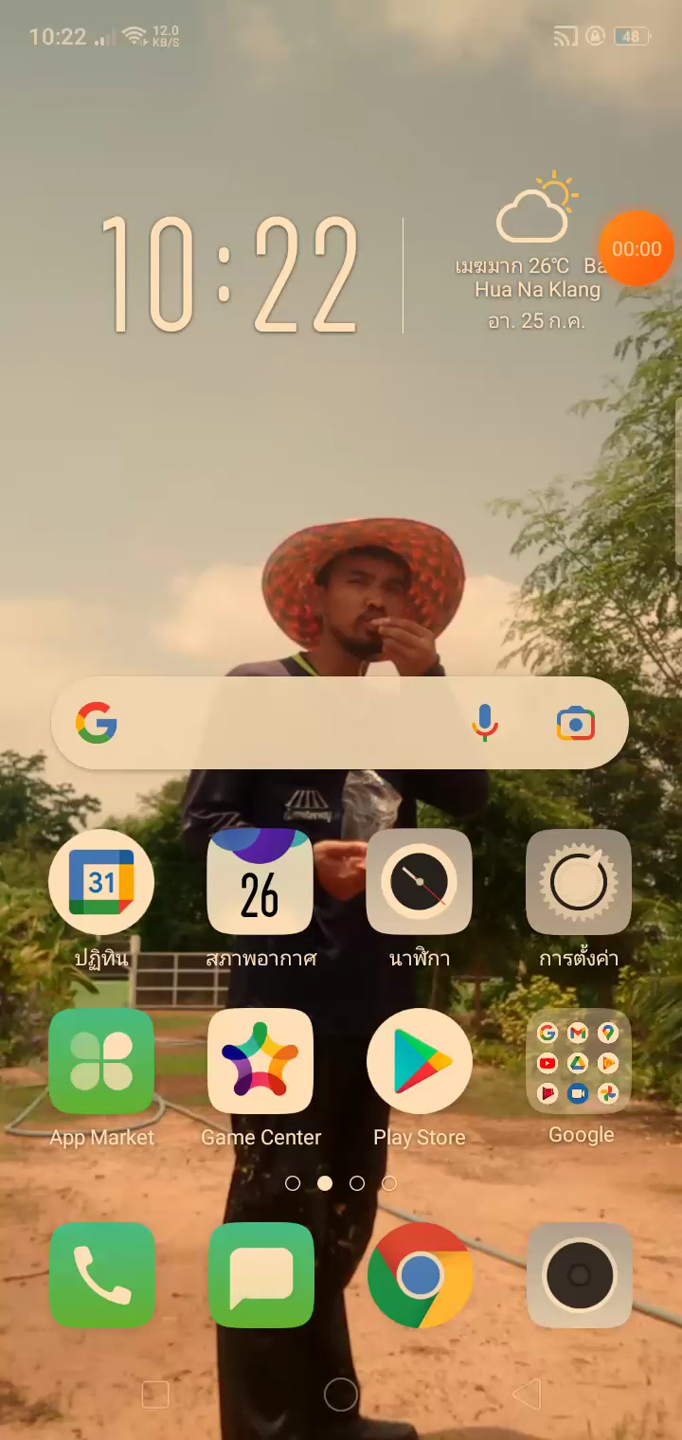 10:22
12.0
KB/S
48
10:22
00:00
เมฆมาก 26°C
Hua Na Klang
อา. 25 ก.ค.
31
26
ปฏิทิน
สภาพอากาศ
นาฬิกา
การตั้งค่า
App Market
Game Center
Play Store
Google